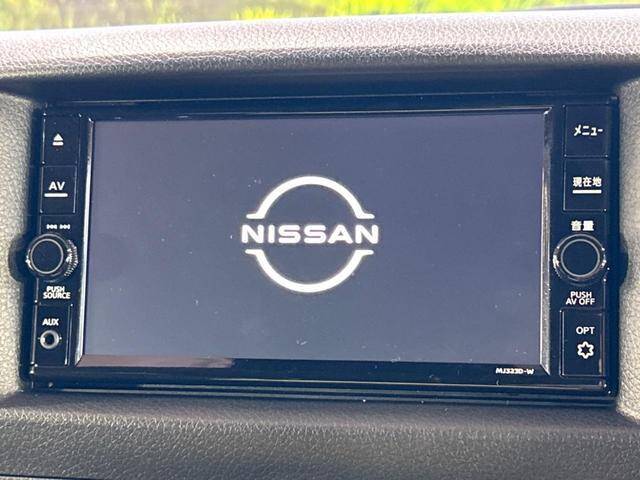 AV
PUSH
SOURCE
AUX
NISSAN
メニュー
現在地
音量
PUSH
AV OFF
OPT
MJ323D-W